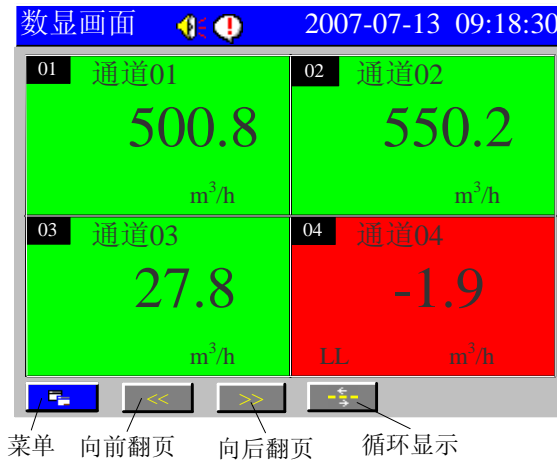 数显画面 2007-07-13 09:18:30
01 通道01
500.8
m³/h
02 通道02
550.2
m³/h
03 通道03
27.8
m³/h
04 通道04
-1.9
LL m³/h
<< >>
菜单 向前翻页 向后翻页 循环显示